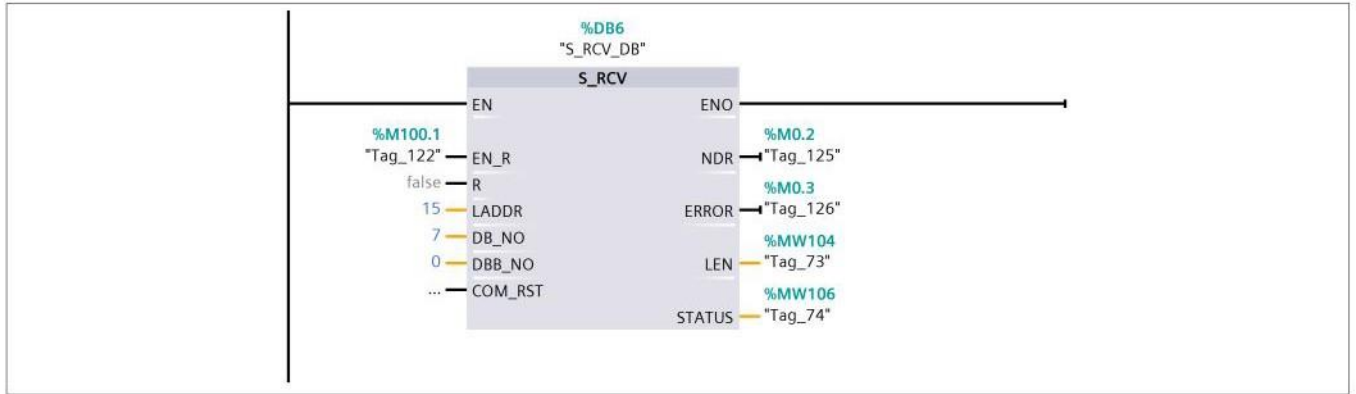 %DB6
"S_RCV_DB"
S_RCV
EN ENO
%M100.1 %M0.2
"Tag_122" EN_R NDR "Tag_125"
false R %M0.3
15 LADDR ERROR "Tag_126"
7 DB_NO %MW104
0 DBB_NO LEN "Tag_73"
... COM_RST %MW106
STATUS "Tag_74"